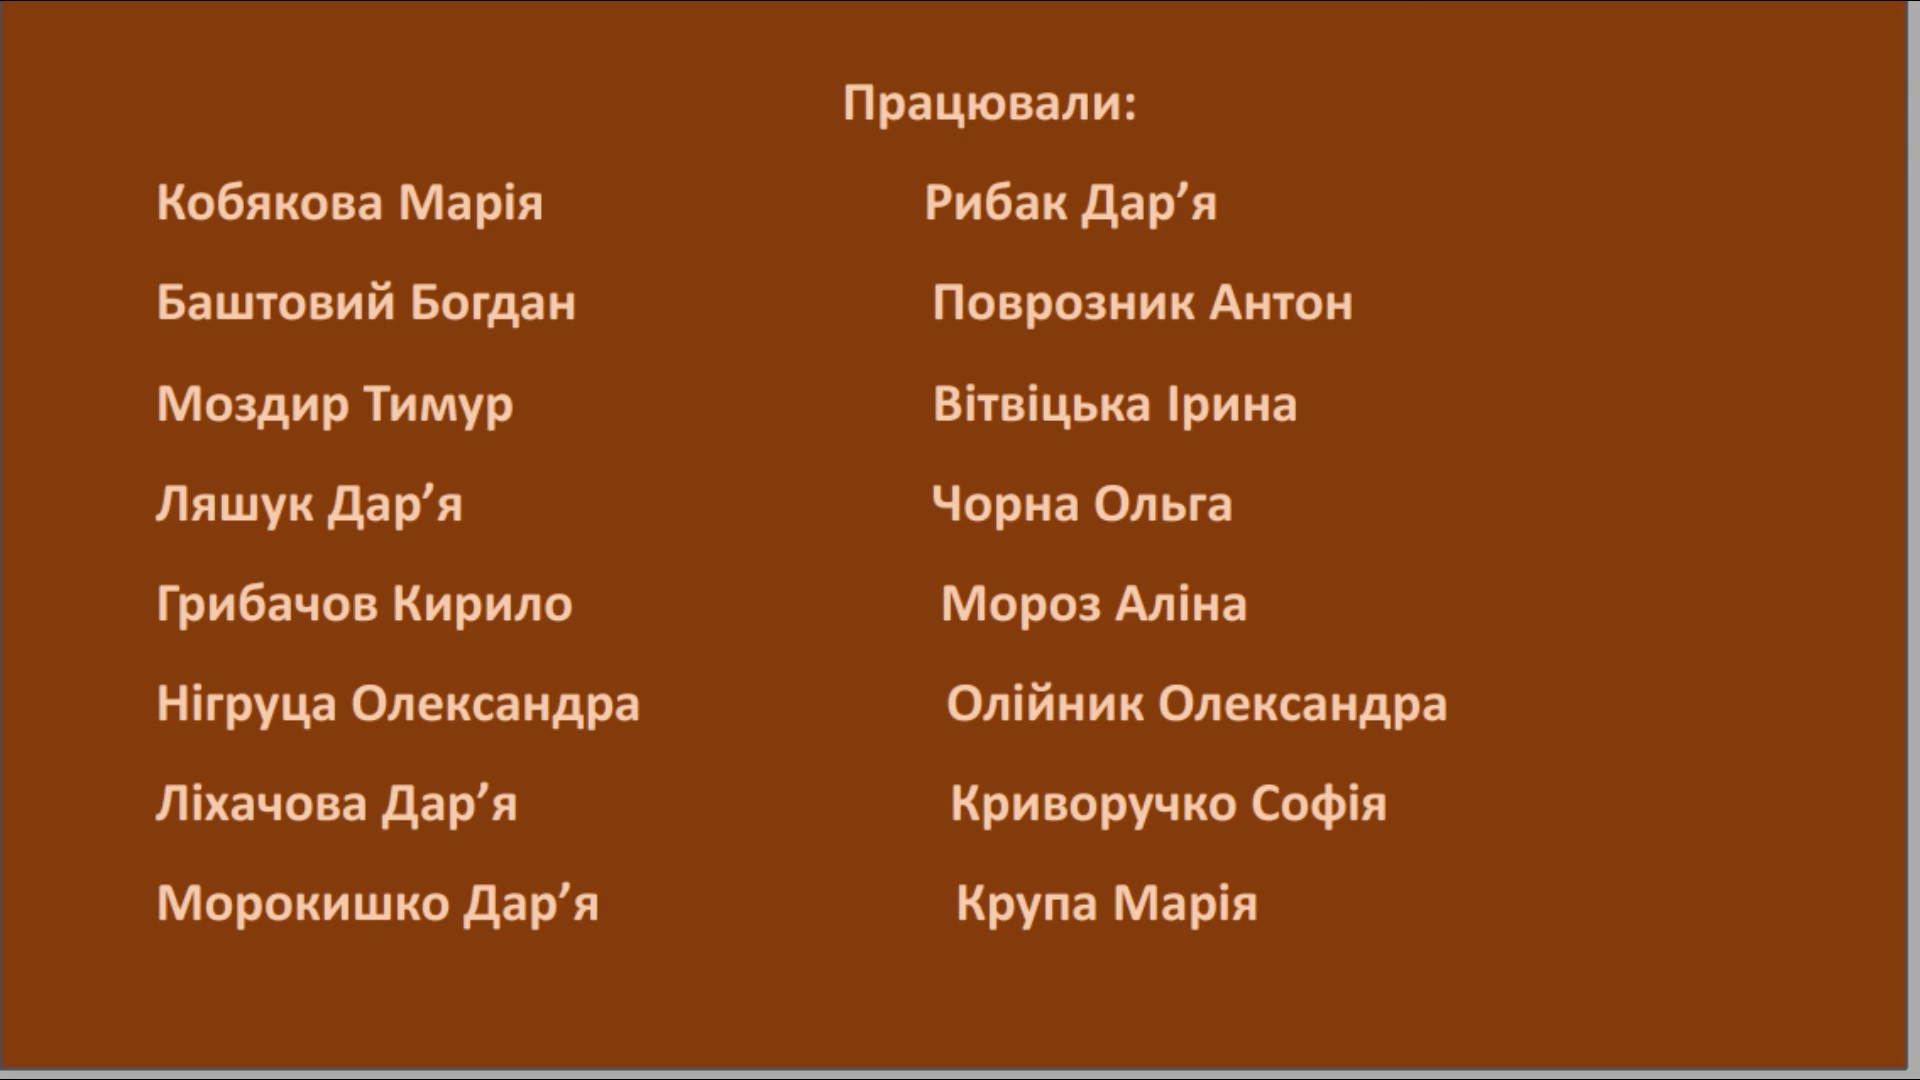 Працювали:
Кобякова Марія Рибак Дар’я
Баштовий Богдан Поврозник Антон
Моздир Тимур Вітвіцька Ірина
Ляшук Дар’я Чорна Ольга
Грибачов Кирило Мороз Аліна
Нігруца Олександра Олійник Олександра
Ліхачова Дар’я Криворучко Софія
Морокишко Дар’я Крупа Марія